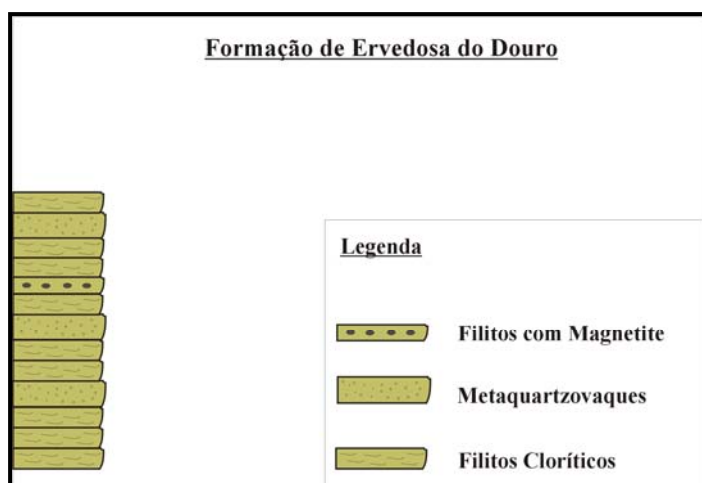 Formação de Ervedosa do Douro
Legenda
Filitos com Magnetite
Metaquartzovaques
Filitos Cloríticos